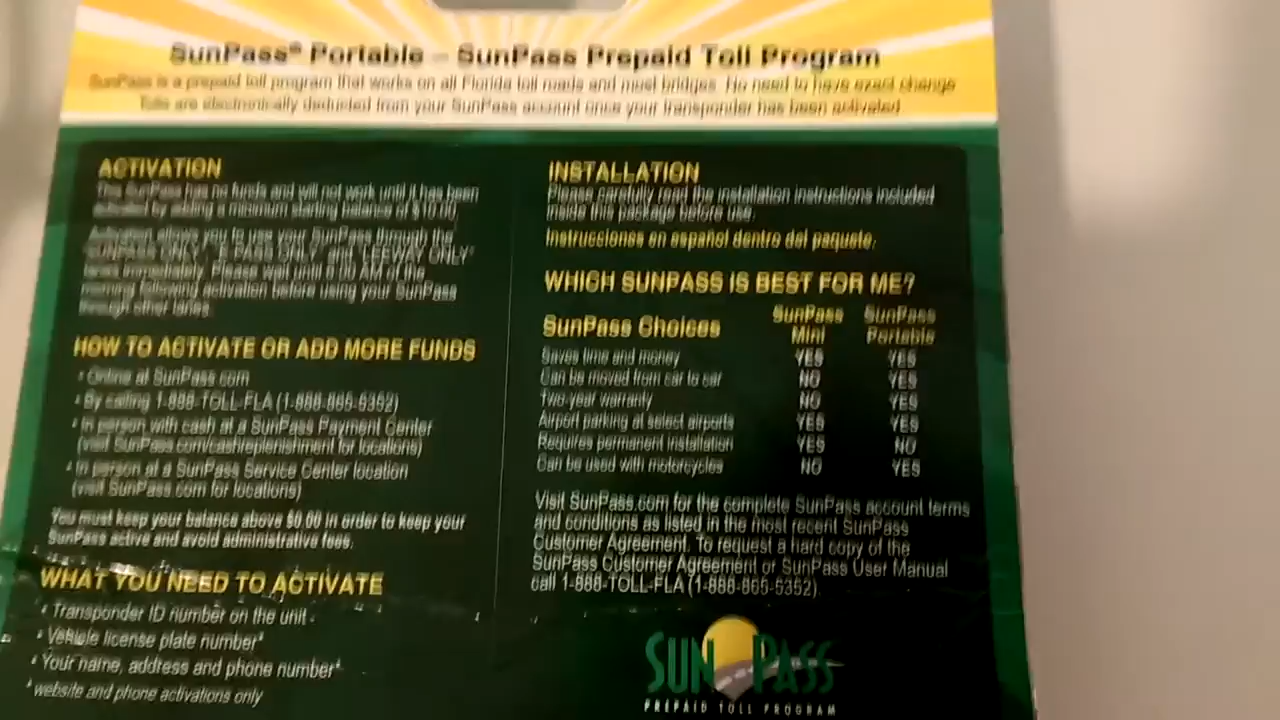 SunPass® Portable – SunPass Prepaid Toll Program
SunPass is a prepaid toll program that works on all Florida toll roads and most bridges. No need to have exact change
Tolls are electronically deducted from your SunPass account once your transponder has been activated
ACTIVATION
This SunPass has no funds and will not work until it has been
activated by adding a minimum starting balance of $10.00
Activation allows you to use your SunPass through the
"SUNPASS ONLY" "E-PASS ONLY" and "LEEWAY ONLY"
lanes immediately. Please wait until 6:00 AM of the
morning following activation before using your SunPass
through other lanes.
HOW TO ACTIVATE OR ADD MORE FUNDS
• Online at SunPass.com
• By calling 1-888-TOLL-FLA (1-888-865-5352)
• In person with cash at a SunPass Payment Center
(visit SunPass.com/cashreplenishment for locations)
• In person at a SunPass Service Center location
(visit SunPass.com for locations)
You must keep your balance above $0.00 in order to keep your
SunPass active and avoid administrative fees.
WHAT YOU NEED TO ACTIVATE
• Transponder ID number on the unit
• Vehicle license plate number*
• Your name, address and phone number*
*website and phone activations only
INSTALLATION
Please carefully read the installation instructions included
inside this package before use.
Instrucciones en español dentro del paquete.
WHICH SUNPASS IS BEST FOR ME?
SunPass Choices SunPass Mini SunPass Portable
Saves time and money YES YES
Can be moved from car to car NO YES
Two year warranty NO YES
Airport parking at select airports YES YES
Requires permanent installation YES NO
Can be used with motorcycles NO YES
Visit SunPass.com for the complete SunPass account terms
and conditions as listed in the most recent SunPass
Customer Agreement. To request a hard copy of the
SunPass Customer Agreement or SunPass User Manual
call 1-888-TOLL-FLA (1-888-865-5352).
SUNPASS
PREPAID TOLL PROGRAM